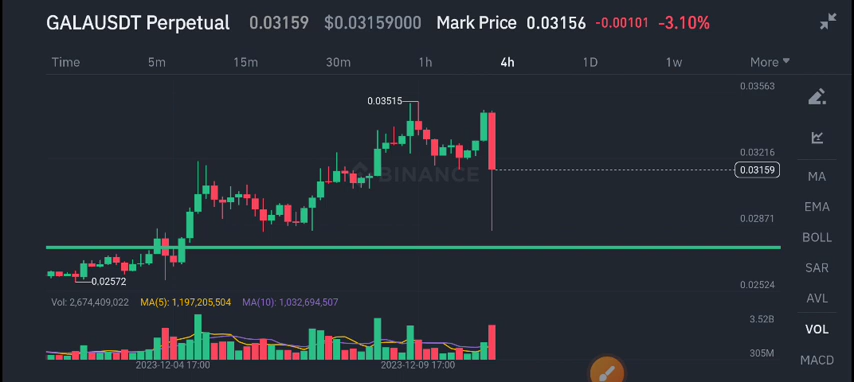 GALAUSDT Perpetual 0.03159 $0.03159000 Mark Price 0.03156 -0.00101 -3.10%
Time 5m 15m 30m 1h 4h 1D 1w More
0.03563
0.03515
0.03216
BINANCE 0.03159
MA
EMA
0.02871
BOLL
SAR
0.02572
0.02524
AVL
Vol: 2,674,409,022 MA(5): 1,197,205,504 MA(10): 1,032,694,507
3.52B
VOL
305M
MACD
2023-12-04 17:00 2023-12-09 17:00